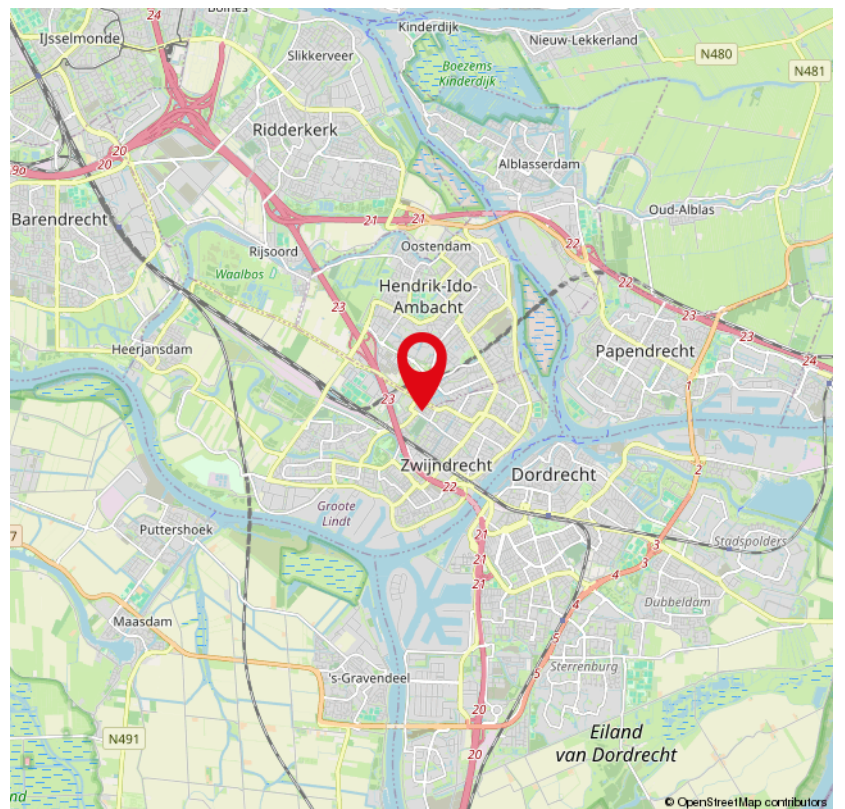 24
Bolnes
Kinderdijk
IJsselmonde
Nieuw-Lekkerland
Slikkerveer
N480
Boezems
Kinderdijk
N481
Ridderkerk
20
20
9a
Alblasserdam
Barendrecht
21
21
Oud-Alblas
22
Oostendam
Rijsoord
Waalbos
22
Hendrik-Ido-
Ambacht
23
23
23
Heerjansdam
Papendrecht
24
1
23
Zwijndrecht
Dordrecht
2
22
Groote
Lindt
Puttershoek
7
21
Stadspolders
3
21
3
21
4
4
Dubbeldam
Maasdam
5
Sterrenburg
5
's-Gravendeel
20
N491
Eiland
van Dordrecht
20
nd
© OpenStreetMap contributors